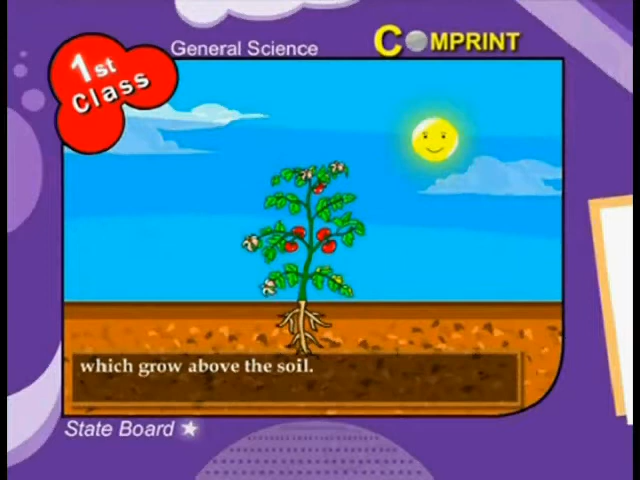 General Science
COMPRINT
1st
Class
which grow above the soil.
State Board